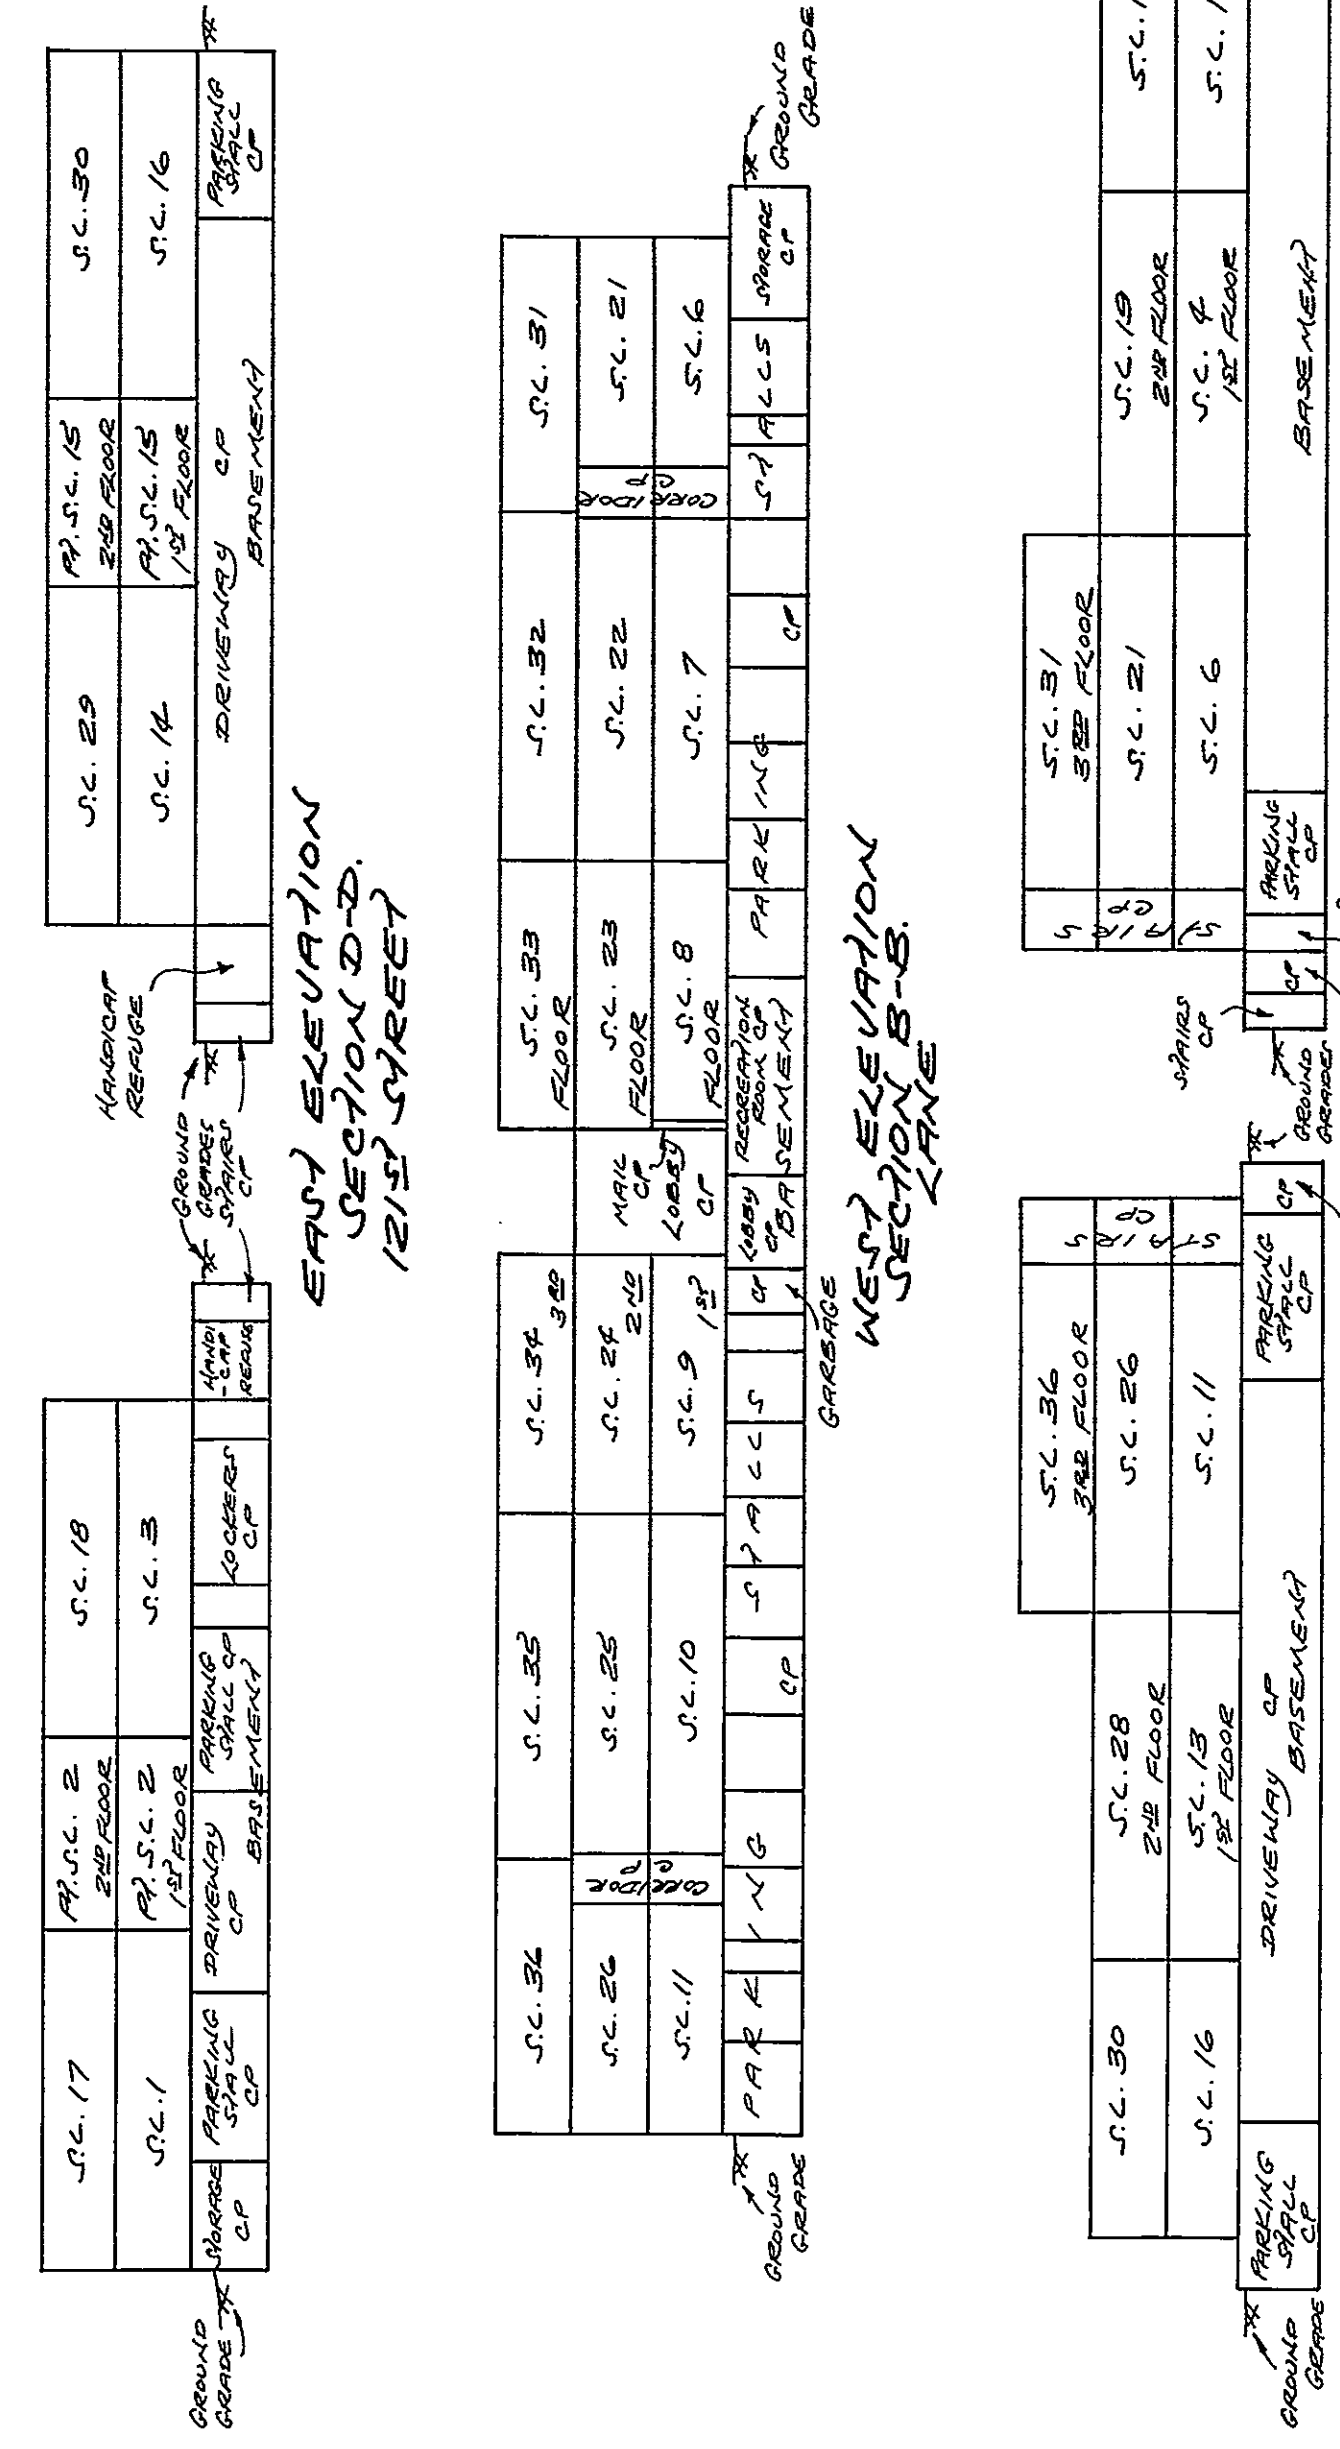 S.L. 17
Pt. S.L. 2
2ND FLOOR
S.L. 18
S.L. 1
Pt. S.L. 2
1ST FLOOR
S.L. 3
STORAGE
CP
PARKING
STALL
CP
DRIVEWAY
CP
PARKING
STALL CP
BASEMENT
LOCKERS
CP
HANDI
-CAP
REFUGE
GROUND
GRADE
GROUND
GRADES
STAIRS
CP
HANDICAP
REFUGE
S.L. 29
Pt. S.L. 15
2ND FLOOR
S.L. 30
S.L. 14
Pt. S.L. 15
1ST FLOOR
S.L. 16
DRIVEWAY CP
BASEMENT
PARKING
STALL
CP
EAST ELEVATION
SECTION D-D.
121ST STREET
S.L. 36
S.L. 35
S.L. 34
3RD
S.L. 33
FLOOR
S.L. 32
S.L. 31
S.L. 26
CORRIDOR
CP
S.L. 25
S.L. 24
2ND
MAIL
CP
S.L. 23
FLOOR
S.L. 22
CORRIDOR
CP
S.L. 21
S.L. 11
S.L. 10
S.L. 9
1ST
LOBBY
CP
S.L. 8
FLOOR
S.L. 7
S.L. 6
PARKING
CP
STALLS
CP
LOBBY
CP
RECREATION
ROOM CP
BASEMENT
PARKING
CP
STALLS
STORAGE
CP
GROUND
GRADE
GARBAGE
GROUND
GRADE
WEST ELEVATION
SECTION B-B.
LANE
S.L. 36
3RD FLOOR
STAIRS
CP
S.L. 30
S.L. 28
2ND FLOOR
S.L. 26
S.L. 16
S.L. 13
1ST FLOOR
S.L. 11
PARKING
STALL
CP
DRIVEWAY CP
BASEMENT
PARKING
STALL
CP
CP
GROUND
GRADE
GROUND
GRADES
STAIRS
CP
STAIRS
CP
S.L. 31
3RD FLOOR
S.L. 21
S.L. 19
2ND FLOOR
S.L. 1
S.L. 6
S.L. 4
1ST FLOOR
S.L. 1
CP
PARKING
STALL
CP
BASEMENT